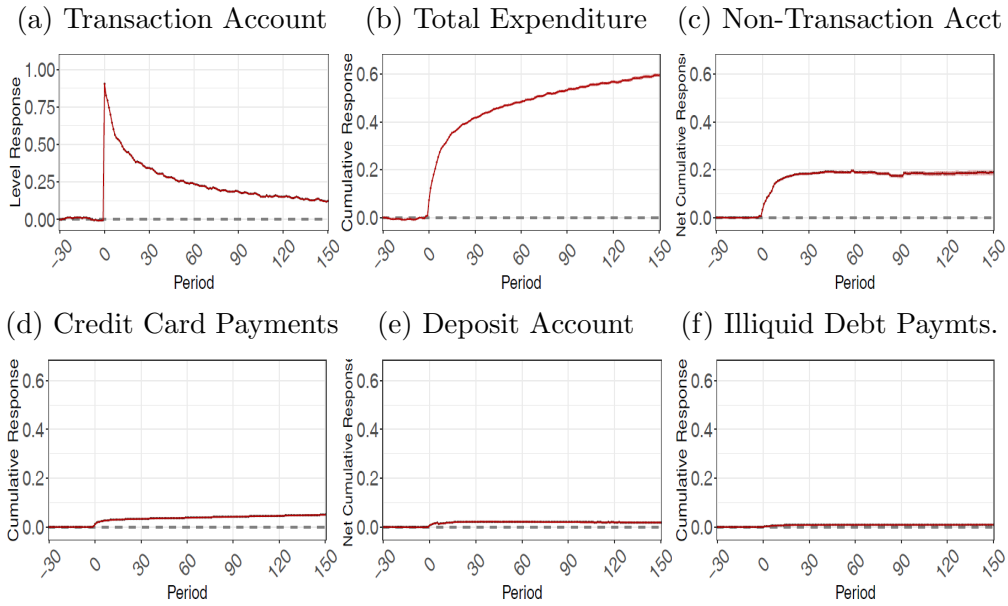 (a) Transaction Account
(b) Total Expenditure
(c) Non-Transaction Acct
Level Response
1.00
0.75
0.50
0.25
0.00
−30 0 30 60 90 120 150
Period
Cumulative Response
0.6
0.4
0.2
0.0
−30 0 30 60 90 120 150
Period
Net Cumulative Response
0.6
0.4
0.2
0.0
−30 0 30 60 90 120 150
Period
(d) Credit Card Payments
(e) Deposit Account
(f) Illiquid Debt Paymts.
Cumulative Response
0.6
0.4
0.2
0.0
−30 0 30 60 90 120 150
Period
Net Cumulative Response
0.6
0.4
0.2
0.0
−30 0 30 60 90 120 150
Period
Cumulative Response
0.6
0.4
0.2
0.0
−30 0 30 60 90 120 150
Period